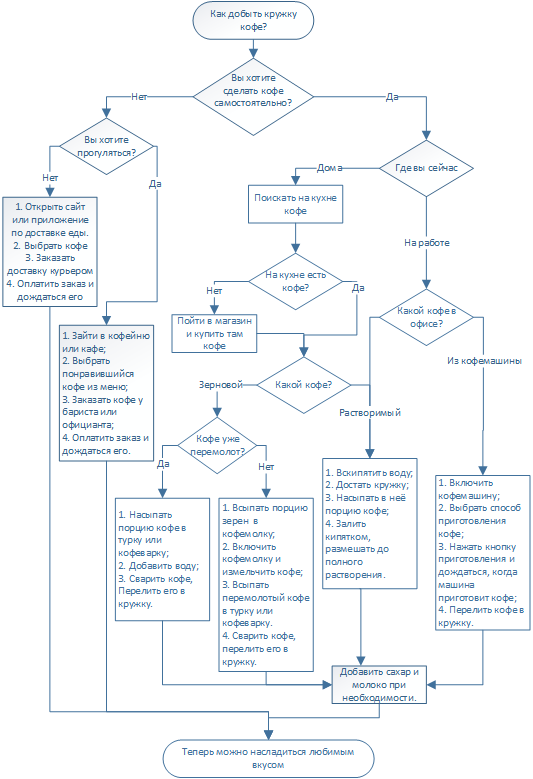 Как добыть кружку
кофе?
Вы хотите
сделать кофе
самостоятельно?
Нет
Да
Вы хотите
прогуляться?
Нет
Да
Где вы сейчас
Дома
На работе
1. Открыть сайт
или приложение
по доставке еды.
2. Выбрать кофе
3. Заказать
доставку курьером
4. Оплатить заказ и
дождаться его
Поискать на кухне
кофе
На кухне есть
кофе?
Нет
Да
Какой кофе в
офисе?
Пойти в магазин
и купить там
кофе
1. Зайти в кофейню
или кафе;
2. Выбрать
понравившийся
кофе из меню;
3. Заказать кофе у
бариста или
официанта;
4. Оплатить заказ и
дождаться его.
Какой кофе?
Зерновой
Растворимый
Из кофемашины
Кофе уже
перемолот?
Да
Нет
1. Насыпать
порцию кофе в
турку или
кофеварку;
2. Добавить воду;
3. Сварить кофе,
Перелить его в
кружку.
1. Всыпать порцию
зерен в
кофемолку;
2. Включить
кофемолку и
измельчить кофе;
3. Всыпать
перемолотый кофе
в турку или
кофеварку.
4. Сварить кофе,
перелить его в
кружку.
1. Вскипятить воду;
2. Достать кружку;
3. Насыпать в неё
порцию кофе;
4. Залить
кипятком,
размешать до
полного
растворения.
1. Включить
кофемашину;
2. Выбрать способ
приготовления
кофе;
3. Нажать кнопку
приготовления и
дождаться, когда
машина
приготовит кофе;
4. Перелить кофе в
кружку.
Добавить сахар и
молоко при
необходимости.
Теперь можно насладиться любимым
вкусом